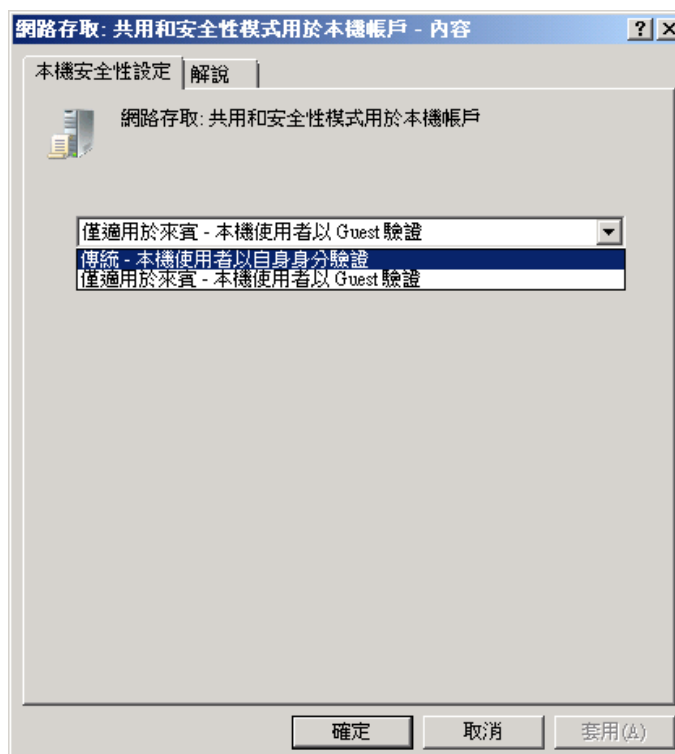 網路存取: 共用和安全性模式用於本機帳戶 - 內容
本機安全性設定 解說
網路存取: 共用和安全性模式用於本機帳戶
僅適用於來賓 - 本機使用者以 Guest 驗證
傳統 - 本機使用者以自身身分驗證
僅適用於來賓 - 本機使用者以 Guest 驗證
確定 取消 套用(A)